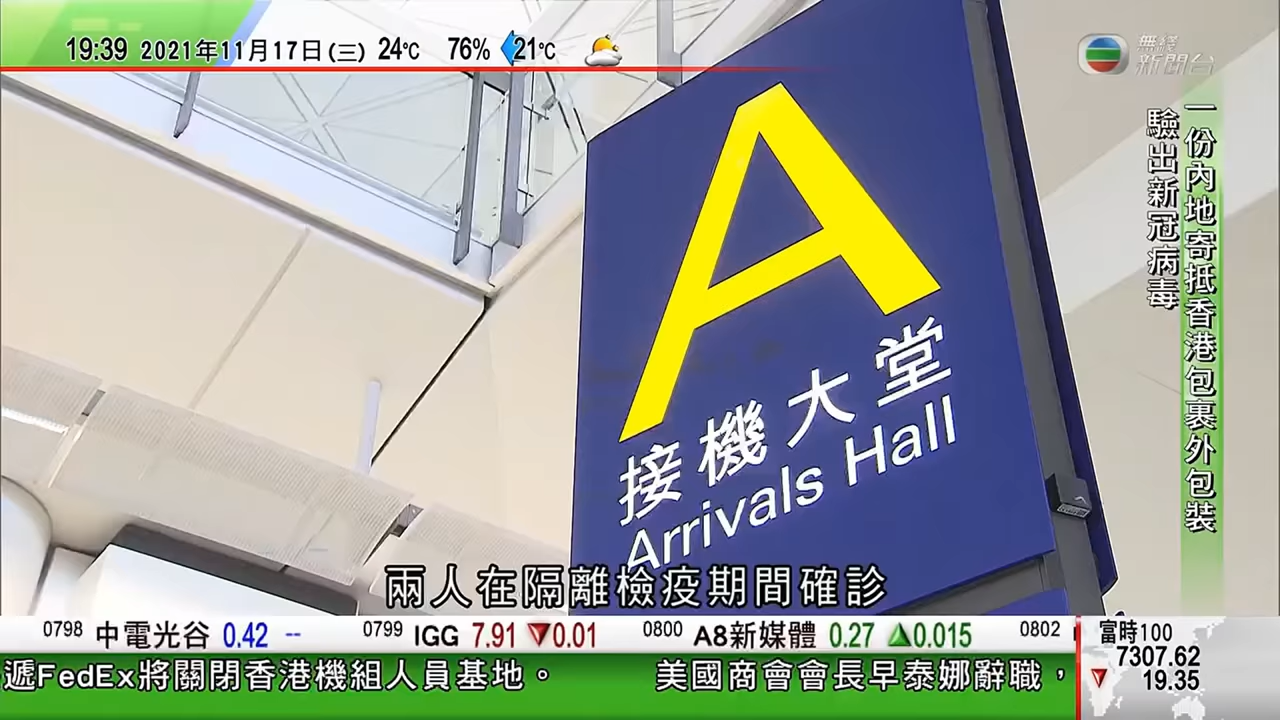 19:39 2021年11月17日(三) 24℃ 76% 21℃
無綫
新聞台
一份內地寄抵香港包裹外包裝
驗出新冠病毒
A
接機大堂
Arrivals Hall
兩人在隔離檢疫期間確診
0798 中電光谷 0.42 -- 0799 IGG 7.91 ▼0.01 0800 A8新媒體 0.27 ▲0.015 0802
富時100
7307.62
▼ 19.35
遞FedEx將關閉香港機組人員基地。 美國商會會長早泰娜辭職，